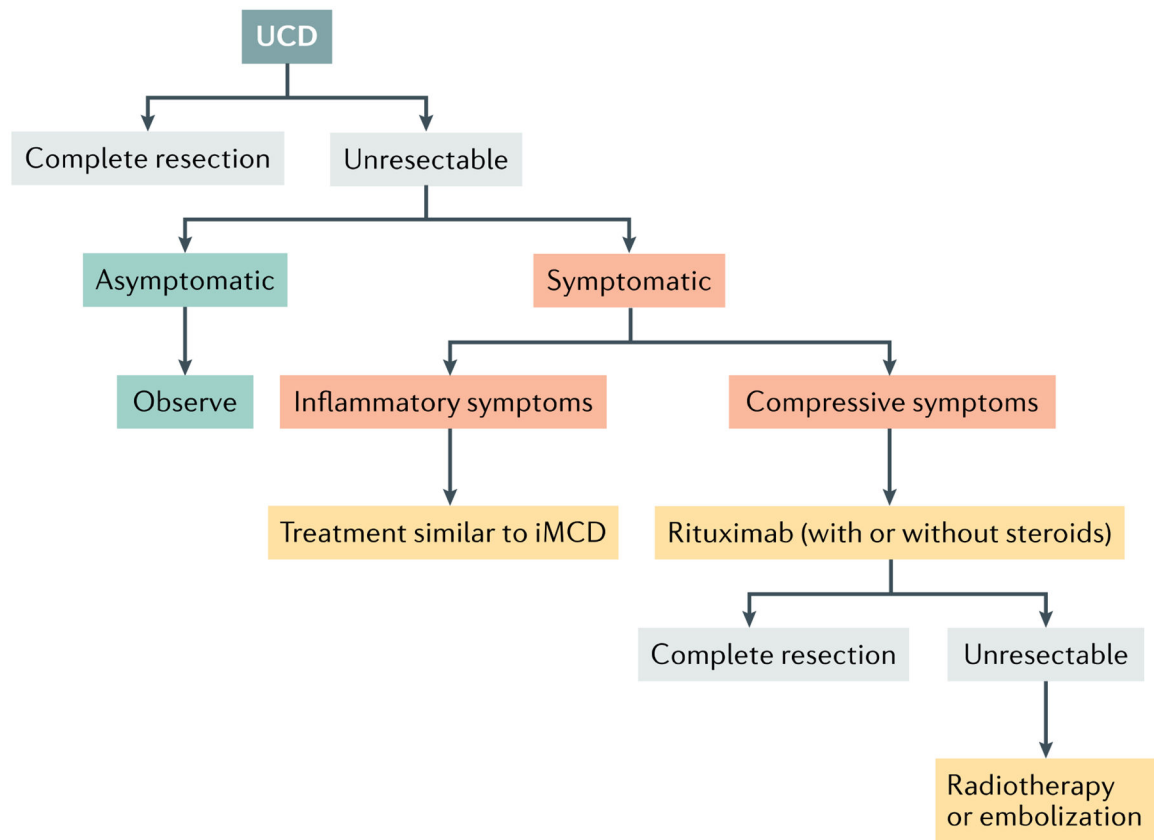 UCD
Complete resection
Unresectable
Asymptomatic
Symptomatic
Observe
Inflammatory symptoms
Compressive symptoms
Treatment similar to iMCD
Rituximab (with or without steroids)
Complete resection
Unresectable
Radiotherapy
or embolization